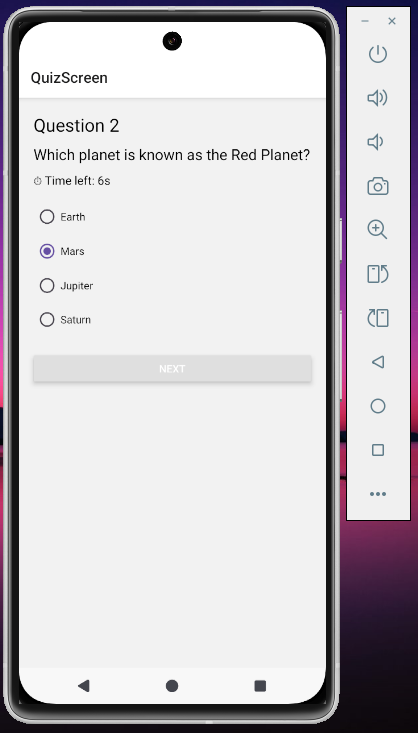 QuizScreen
Question 2
Which planet is known as the Red Planet?
⏱ Time left: 6s
Earth
Mars
Jupiter
Saturn
NEXT